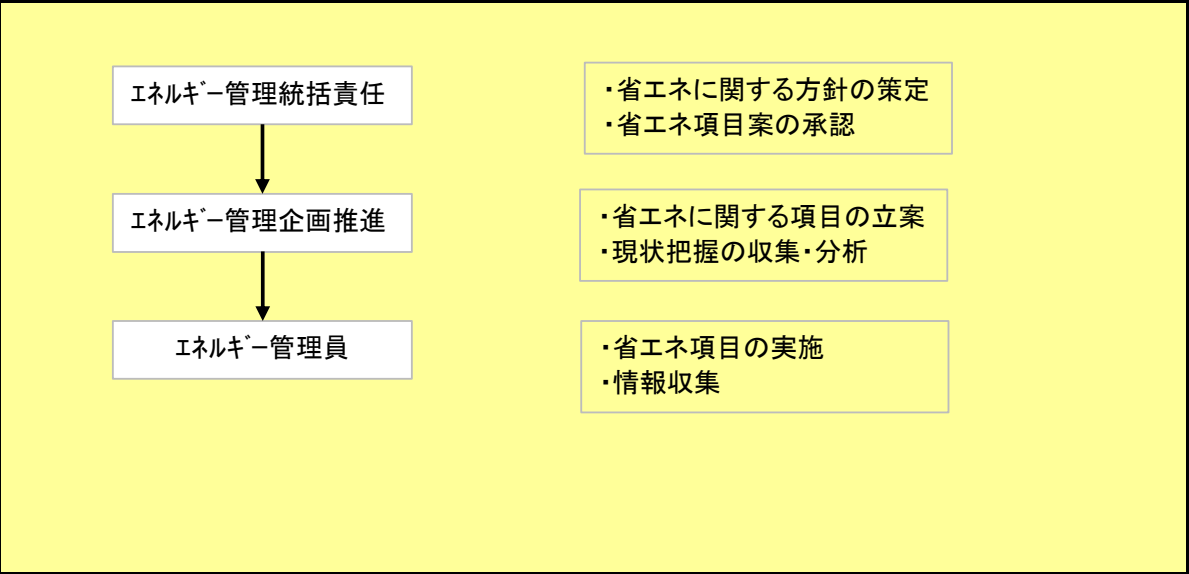 ｴﾈﾙｷﾞｰ管理統括責任
・省エネに関する方針の策定
・省エネ項目案の承認
ｴﾈﾙｷﾞｰ管理企画推進
・省エネに関する項目の立案
・現状把握の収集・分析
ｴﾈﾙｷﾞｰ管理員
・省エネ項目の実施
・情報収集